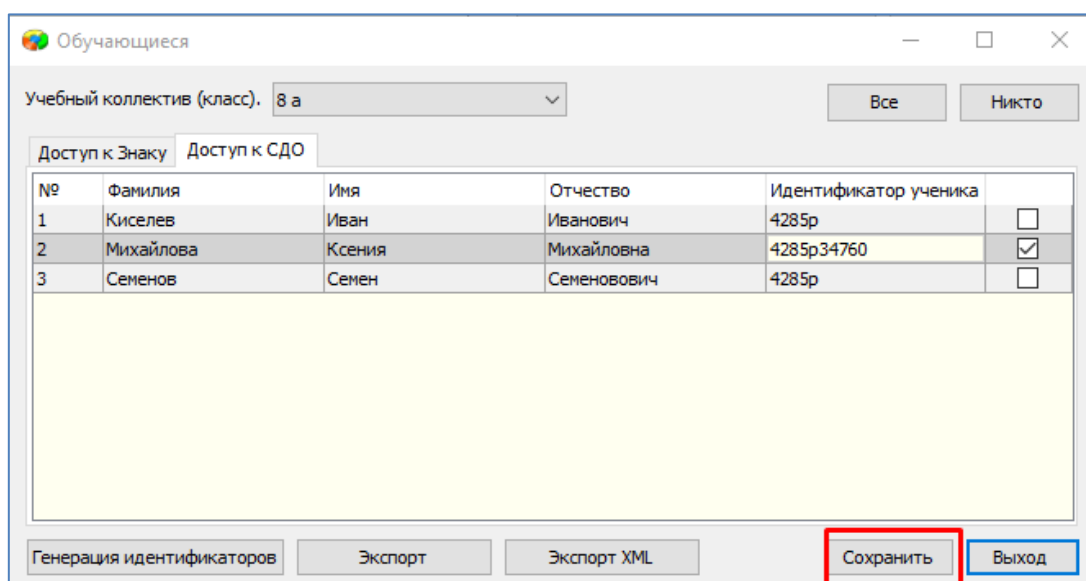 Обучающиеся
Учебный коллектив (класс). 8 а Все Никто
Доступ к Знаку Доступ к СДО
№ Фамилия Имя Отчество Идентификатор ученика
1 Киселев Иван Иванович 4285p
2 Михайлова Ксения Михайловна 4285p34760
3 Семенов Семен Семеновович 4285p
Генерация идентификаторов Экспорт Экспорт XML Сохранить Выход